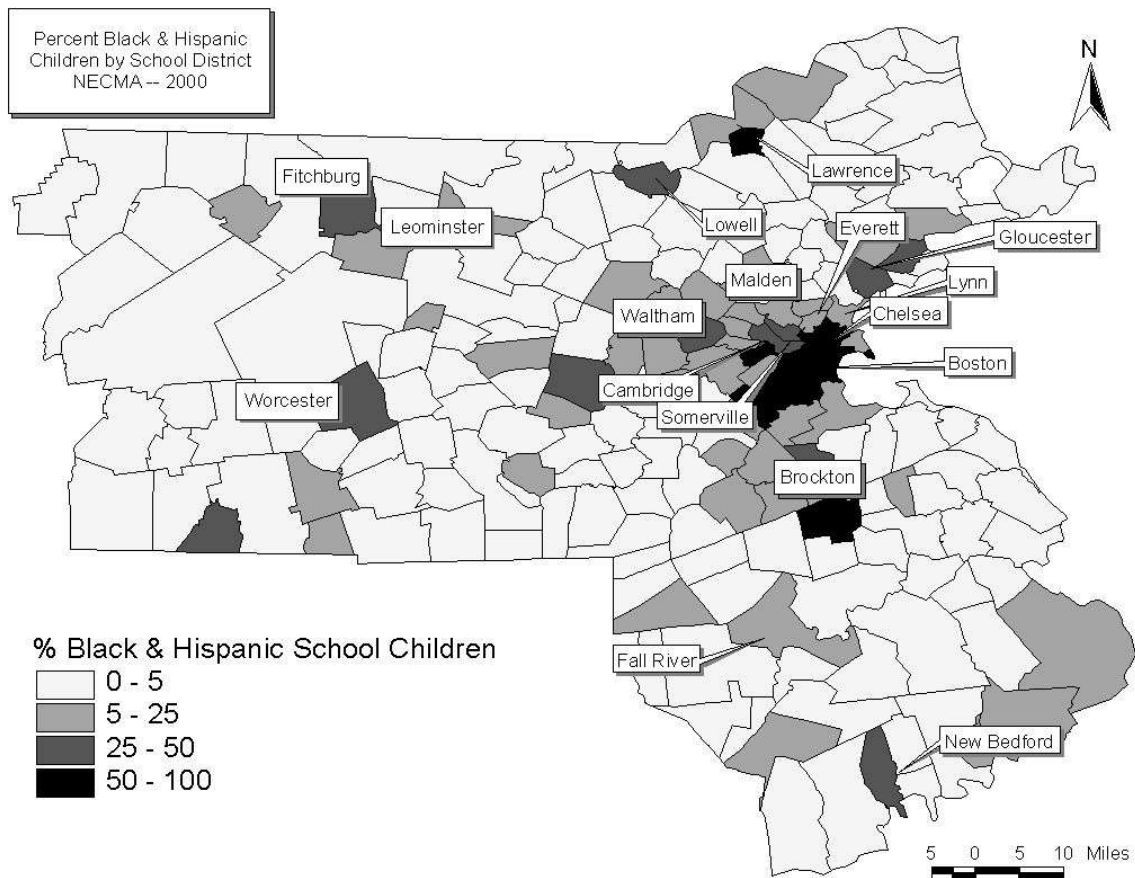 Percent Black & Hispanic
Children by School District
NECMA -- 2000
N
Lawrence
Fitchburg
Leominster
Lowell
Everett
Gloucester
Malden
Lynn
Waltham
Chelsea
Boston
Cambridge
Worcester
Somerville
Brockton
% Black & Hispanic School Children
0 - 5
5 - 25
25 - 50
50 - 100
Fall River
New Bedford
5 0 5 10 Miles